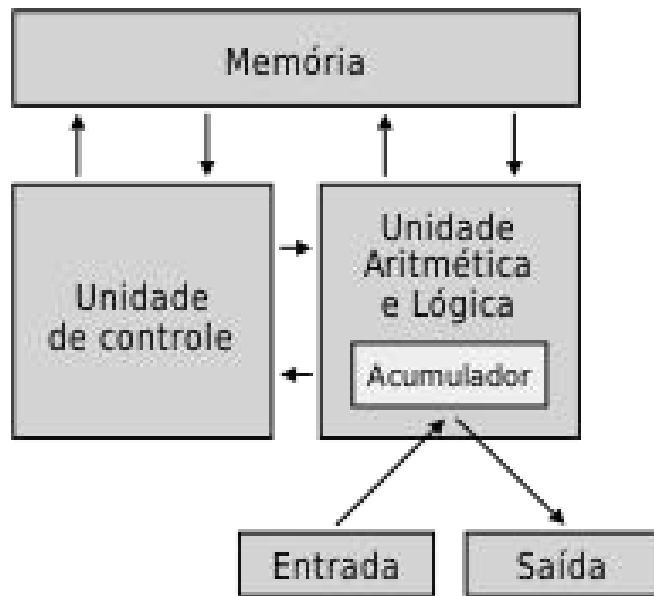 Memória
Unidade
de controle
Unidade
Aritmética
e Lógica
Acumulador
Entrada
Saída